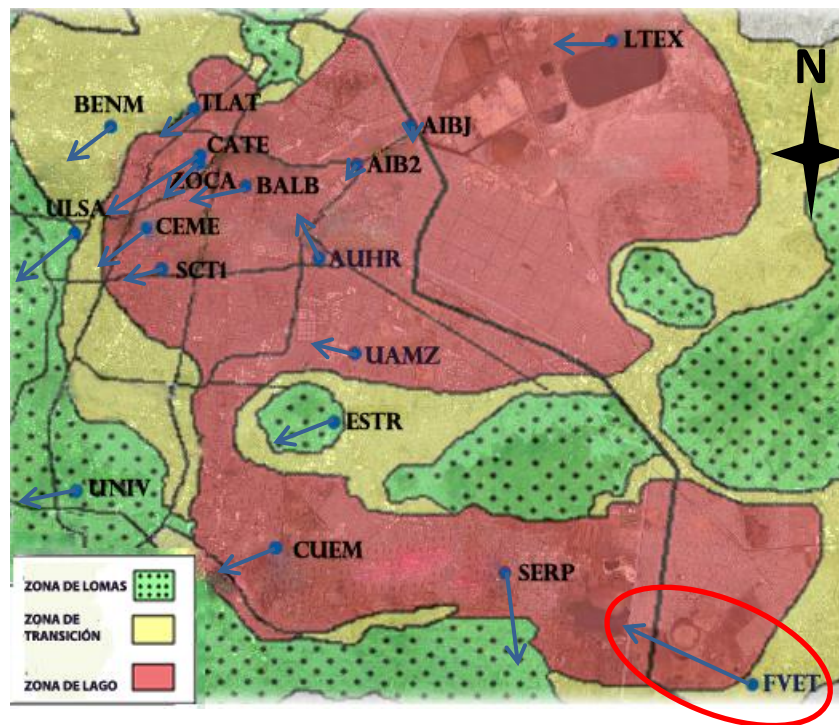 LTEX
N
BENM
TLAT
AIBJ
CATE
AIB2
ZOCA
BALB
ULSA
CEME
AUHR
SCT1
UAMZ
ESTR
UNIV
CUEM
SERP
FVET
ZONA DE LOMAS
ZONA DE
TRANSICIÓN
ZONA DE LAGO